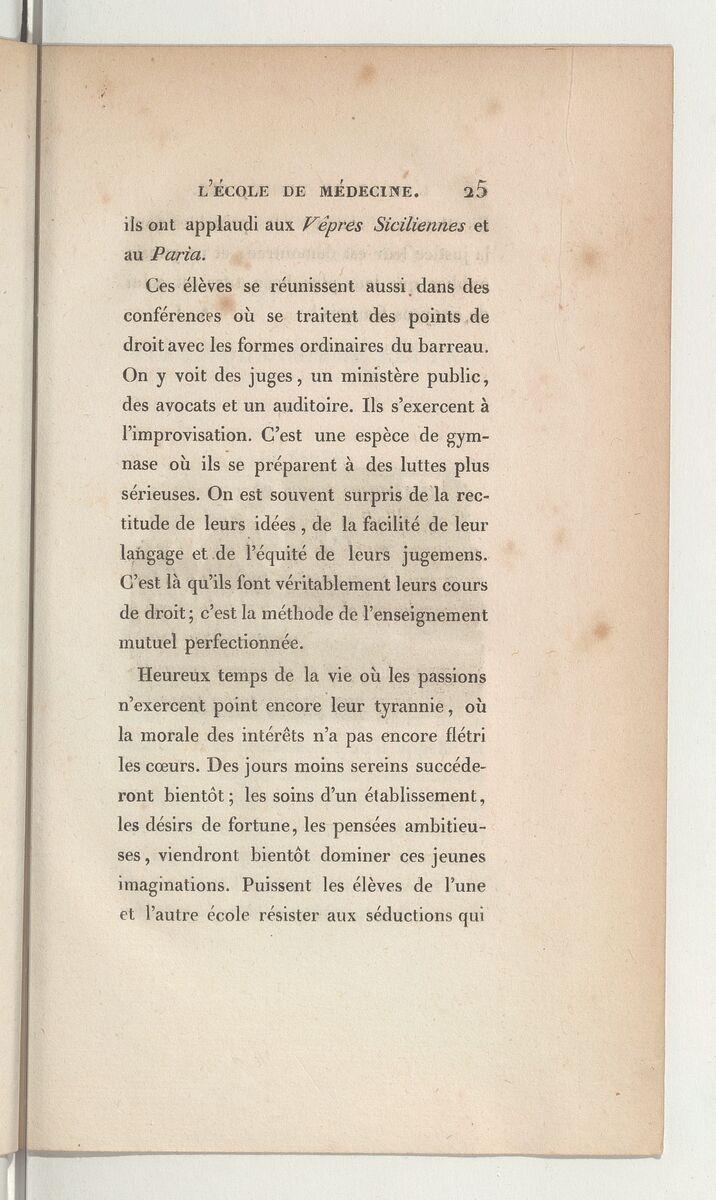 L'ÉCOLE DE MÉDECINE. 25
ils ont applaudi aux Vêpres Siciliennes et
au Paria.
Ces élèves se réunissent aussi dans des
conférences où se traitent des points de
droit avec les formes ordinaires du barreau.
On y voit des juges, un ministère public,
des avocats et un auditoire. Ils s'exercent à
l'improvisation. C'est une espèce de gym-
nase où ils se préparent à des luttes plus
sérieuses. On est souvent surpris de la rec-
titude de leurs idées, de la facilité de leur
langage et de l'équité de leurs jugemens.
C'est là qu'ils font véritablement leurs cours
de droit; c'est la méthode de l'enseignement
mutuel perfectionnée.
Heureux temps de la vie où les passions
n'exercent point encore leur tyrannie, où
la morale des intérêts n'a pas encore flétri
les cœurs. Des jours moins sereins succéde-
ront bientôt; les soins d'un établissement,
les désirs de fortune, les pensées ambitieu-
ses, viendront bientôt dominer ces jeunes
imaginations. Puissent les élèves de l'une
et l'autre école résister aux séductions qui